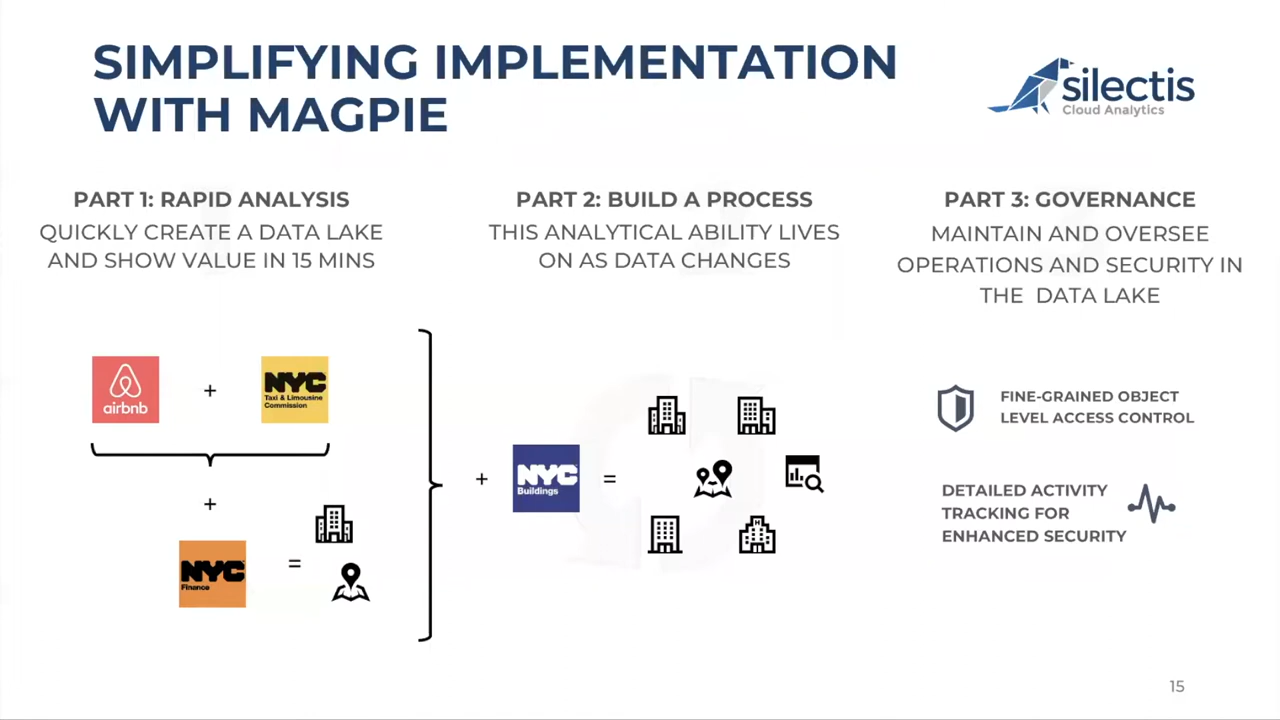 SIMPLIFYING IMPLEMENTATION
WITH MAGPIE
silectis
Cloud Analytics
PART 1: RAPID ANALYSIS
QUICKLY CREATE A DATA LAKE
AND SHOW VALUE IN 15 MINS
airbnb
+
NYC
Taxi & Limousine
Commission
+
NYC
Finance
=
PART 2: BUILD A PROCESS
THIS ANALYTICAL ABILITY LIVES
ON AS DATA CHANGES
+
NYC
Buildings
=
H
PART 3: GOVERNANCE
MAINTAIN AND OVERSEE
OPERATIONS AND SECURITY IN
THE DATA LAKE
FINE-GRAINED OBJECT
LEVEL ACCESS CONTROL
DETAILED ACTIVITY
TRACKING FOR
ENHANCED SECURITY
15